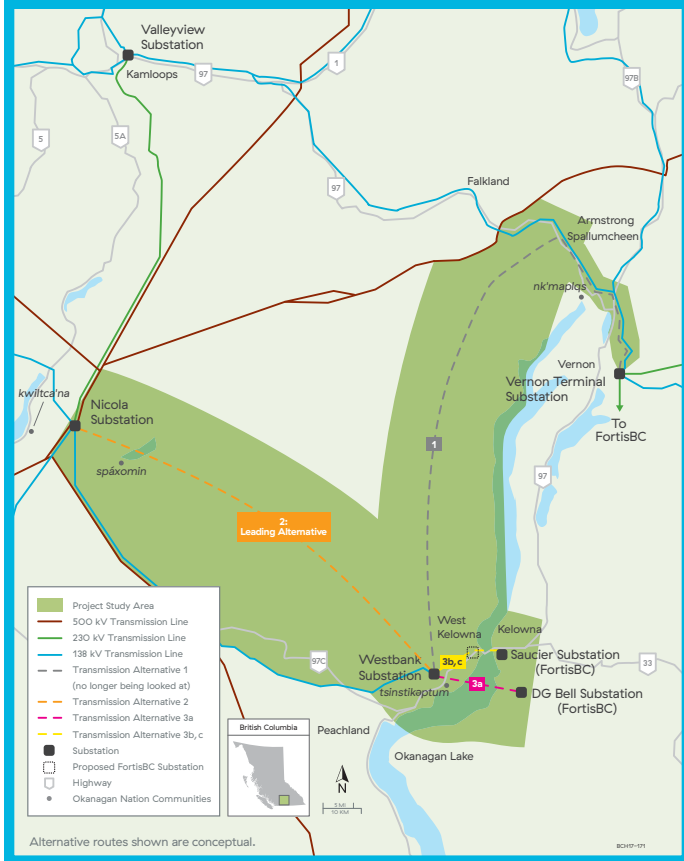 Valleyview
Substation
Kamloops
97
1
97B
5
5A
97
Falkland
Armstrong
Spallumcheen
nk'maplqs
Vernon
Vernon Terminal
Substation
To
FortisBC
kwiltca'na
Nicola
Substation
spáxomin
1
97
2:
Leading Alternative
West
Kelowna
Kelowna
3b,c
Saucier Substation
(FortisBC)
33
97C
Westbank
Substation
tsinstikəptum
3a
DG Bell Substation
(FortisBC)
Peachland
Okanagan Lake
Project Study Area
500 kV Transmission Line
230 kV Transmission Line
138 kV Transmission Line
Transmission Alternative 1
(no longer being looked at)
Transmission Alternative 2
Transmission Alternative 3a
Transmission Alternative 3b,c
Substation
Proposed FortisBC Substation
Highway
Okanagan Nation Communities
British Columbia
N
5 MI
10 KM
Alternative routes shown are conceptual.
BCH17-171